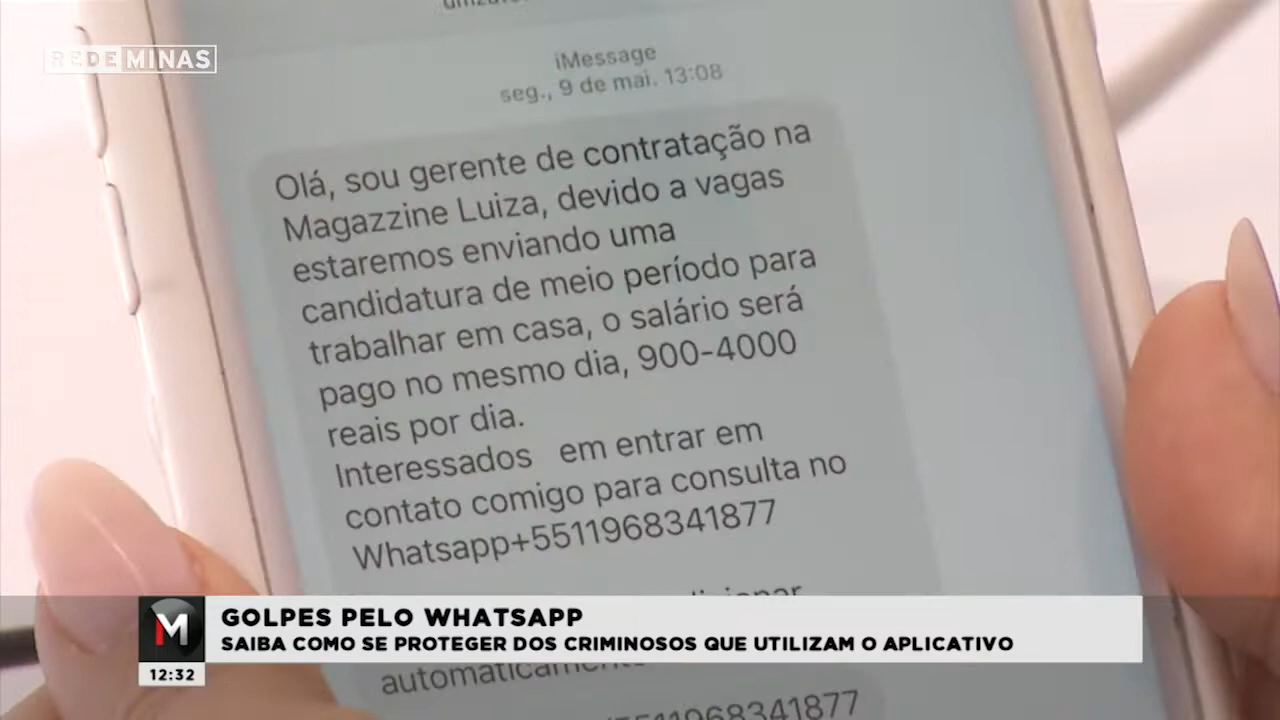 REDE MINAS
iMessage
seg., 9 de mai. 13:08
Olá, sou gerente de contratação na
Magazzine Luiza, devido a vagas
estaremos enviando uma
candidatura de meio período para
trabalhar em casa, o salário será
pago no mesmo dia, 900-4000
reais por dia.
Interessados em entrar em
contato comigo para consulta no
Whatsapp+5511968341877
M
GOLPES PELO WHATSAPP
SAIBA COMO SE PROTEGER DOS CRIMINOSOS QUE UTILIZAM O APLICATIVO
12:32